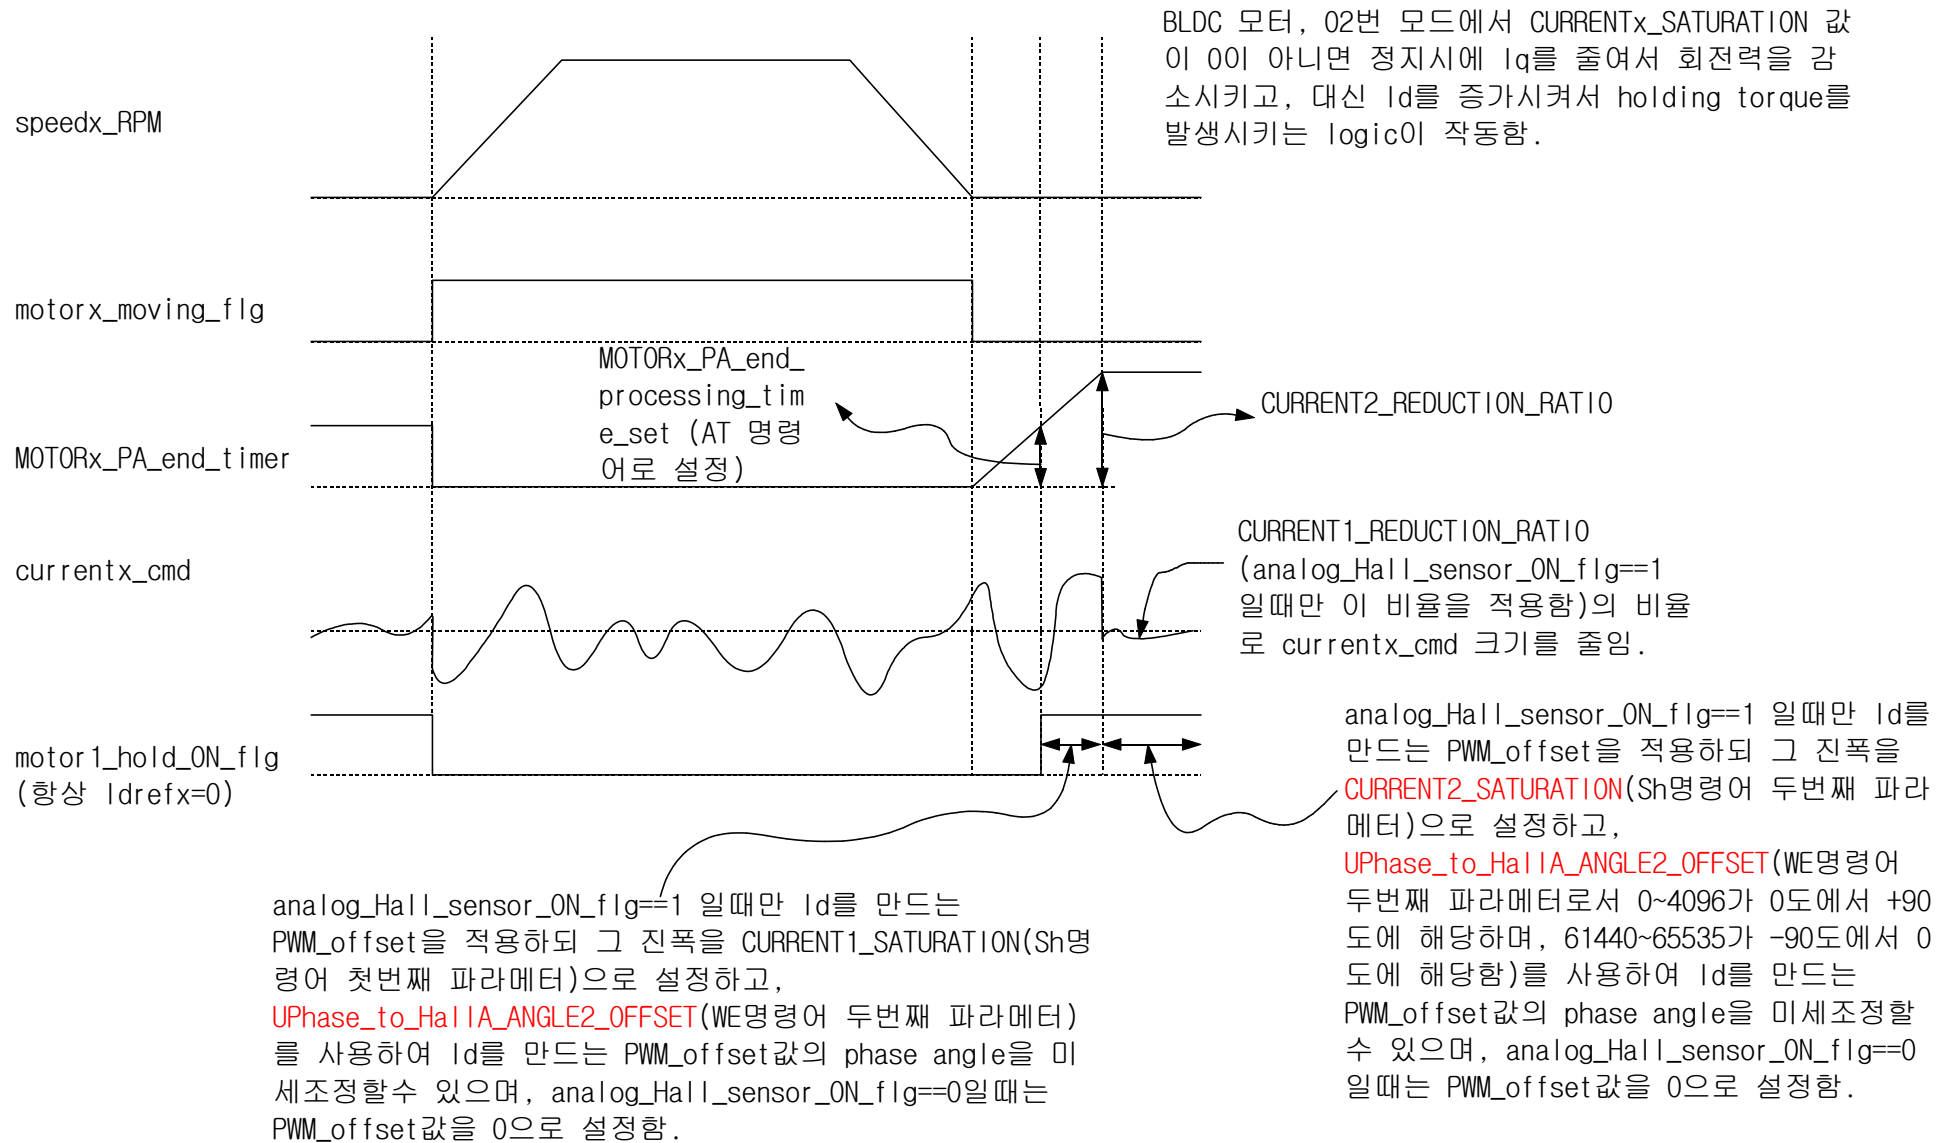 BLDC 모터, 02번 모드에서 CURRENTx_SATURATION 값
이 0이 아니면 정지시에 Iq를 줄여서 회전력을 감
소시키고, 대신 Id를 증가시켜서 holding torque를
발생시키는 logic이 작동함.
speedx_RPM
motorx_moving_flg
MOTORx_PA_end_
processing_tim
e_set (AT 명령
어로 설정)
CURRENT2_REDUCTION_RATIO
MOTORx_PA_end_timer
CURRENT1_REDUCTION_RATIO
(analog_Hall_sensor_ON_flg==1
일때만 이 비율을 적용함)의 비율
로 currentx_cmd 크기를 줄임.
currentx_cmd
motor1_hold_ON_flg
(항상 Idrefx=0)
analog_Hall_sensor_ON_flg==1 일때만 Id를
만드는 PWM_offset을 적용하되 그 진폭을
CURRENT2_SATURATION(Sh명령어 두번째 파라
메터)으로 설정하고,
UPhase_to_HallA_ANGLE2_OFFSET(WE명령어
두번째 파라메터로서 0~4096가 0도에서 +90
도에 해당하며, 61440~65535가 -90도에서 0
도에 해당함)를 사용하여 Id를 만드는
PWM_offset값의 phase angle을 미세조정할
수 있으며, analog_Hall_sensor_ON_flg==0
일때는 PWM_offset값을 0으로 설정함.
analog_Hall_sensor_ON_flg==1 일때만 Id를 만드는
PWM_offset을 적용하되 그 진폭을 CURRENT1_SATURATION(Sh명
령어 첫번째 파라메터)으로 설정하고,
UPhase_to_HallA_ANGLE2_OFFSET(WE명령어 두번째 파라메터)
를 사용하여 Id를 만드는 PWM_offset값의 phase angle을 미
세조정할수 있으며, analog_Hall_sensor_ON_flg==0일때는
PWM_offset값을 0으로 설정함.